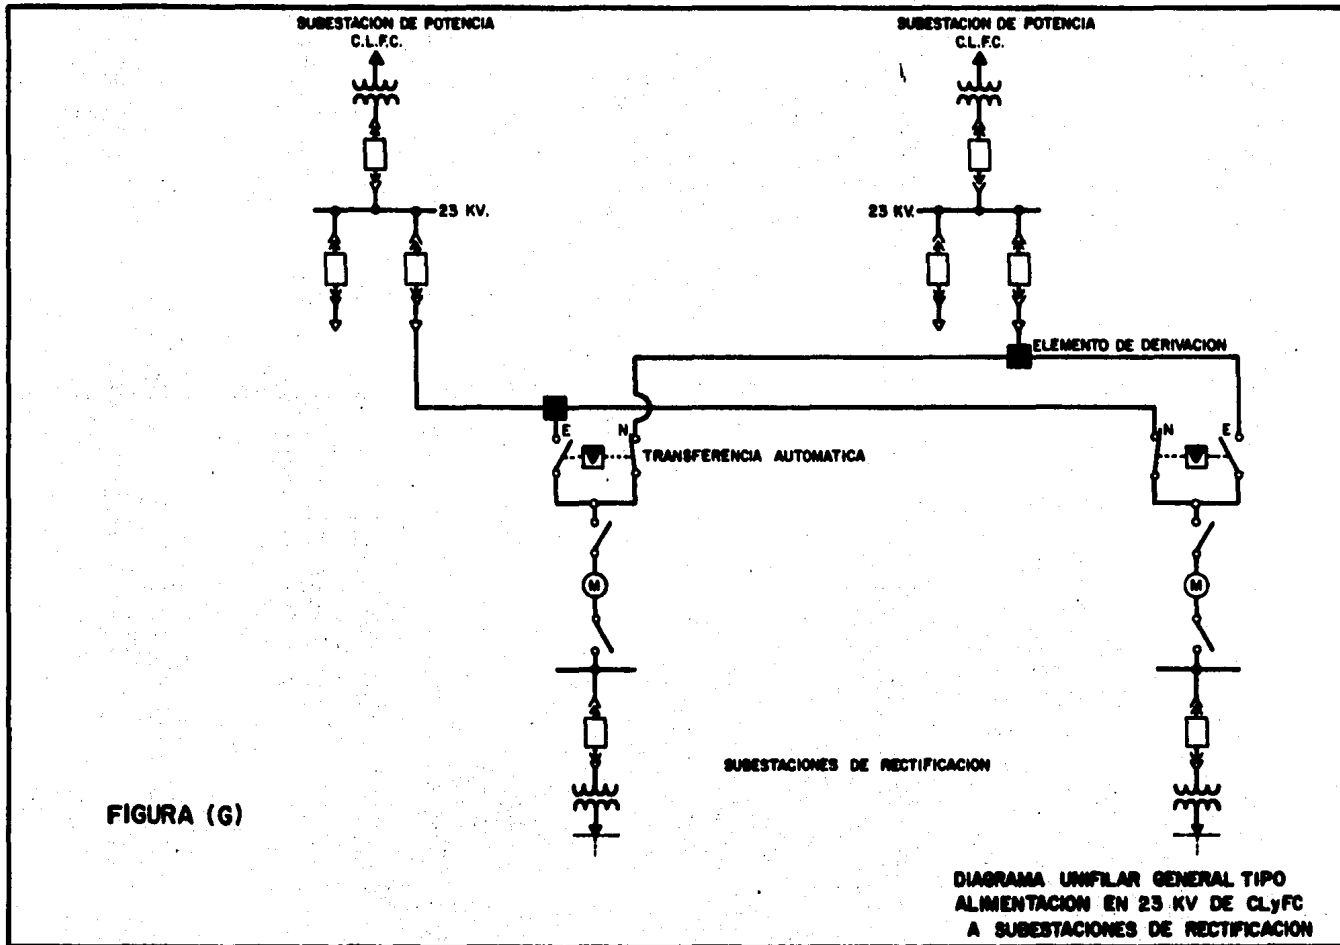 SUBESTACION DE POTENCIA
C.L.F.C.
SUBESTACION DE POTENCIA
C.L.F.C.
23 KV.
23 KV.
ELEMENTO DE DERIVACION
E
N
TRANSFERENCIA AUTOMATICA
N
E
M
M
SUBESTACIONES DE RECTIFICACION
FIGURA (G)
DIAGRAMA UNIFILAR GENERAL TIPO
ALIMENTACION EN 23 KV DE CLyFC
A SUBESTACIONES DE RECTIFICACION